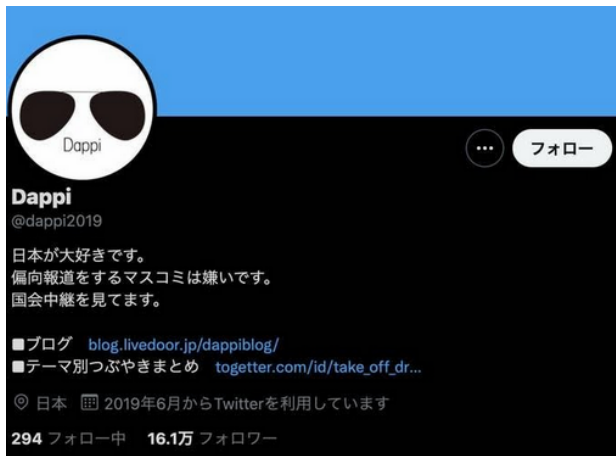 Dappi
フォロー
Dappi
@dappi2019
日本が大好きです。
偏向報道をするマスコミは嫌いです。
国会中継を見てます。
■ブログ blog.livedoor.jp/dappiblog/
■テーマ別つぶやきまとめ togetter.com/id/take_off_dr...
日本 2019年6月からTwitterを利用しています
294 フォロー中 16.1万 フォロワー